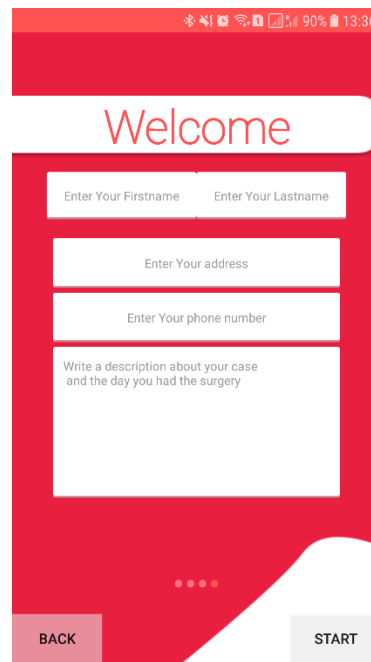 90% 13:30
Welcome
Enter Your Firstname Enter Your Lastname
Enter Your address
Enter Your phone number
Write a description about your case
and the day you had the surgery
BACK START